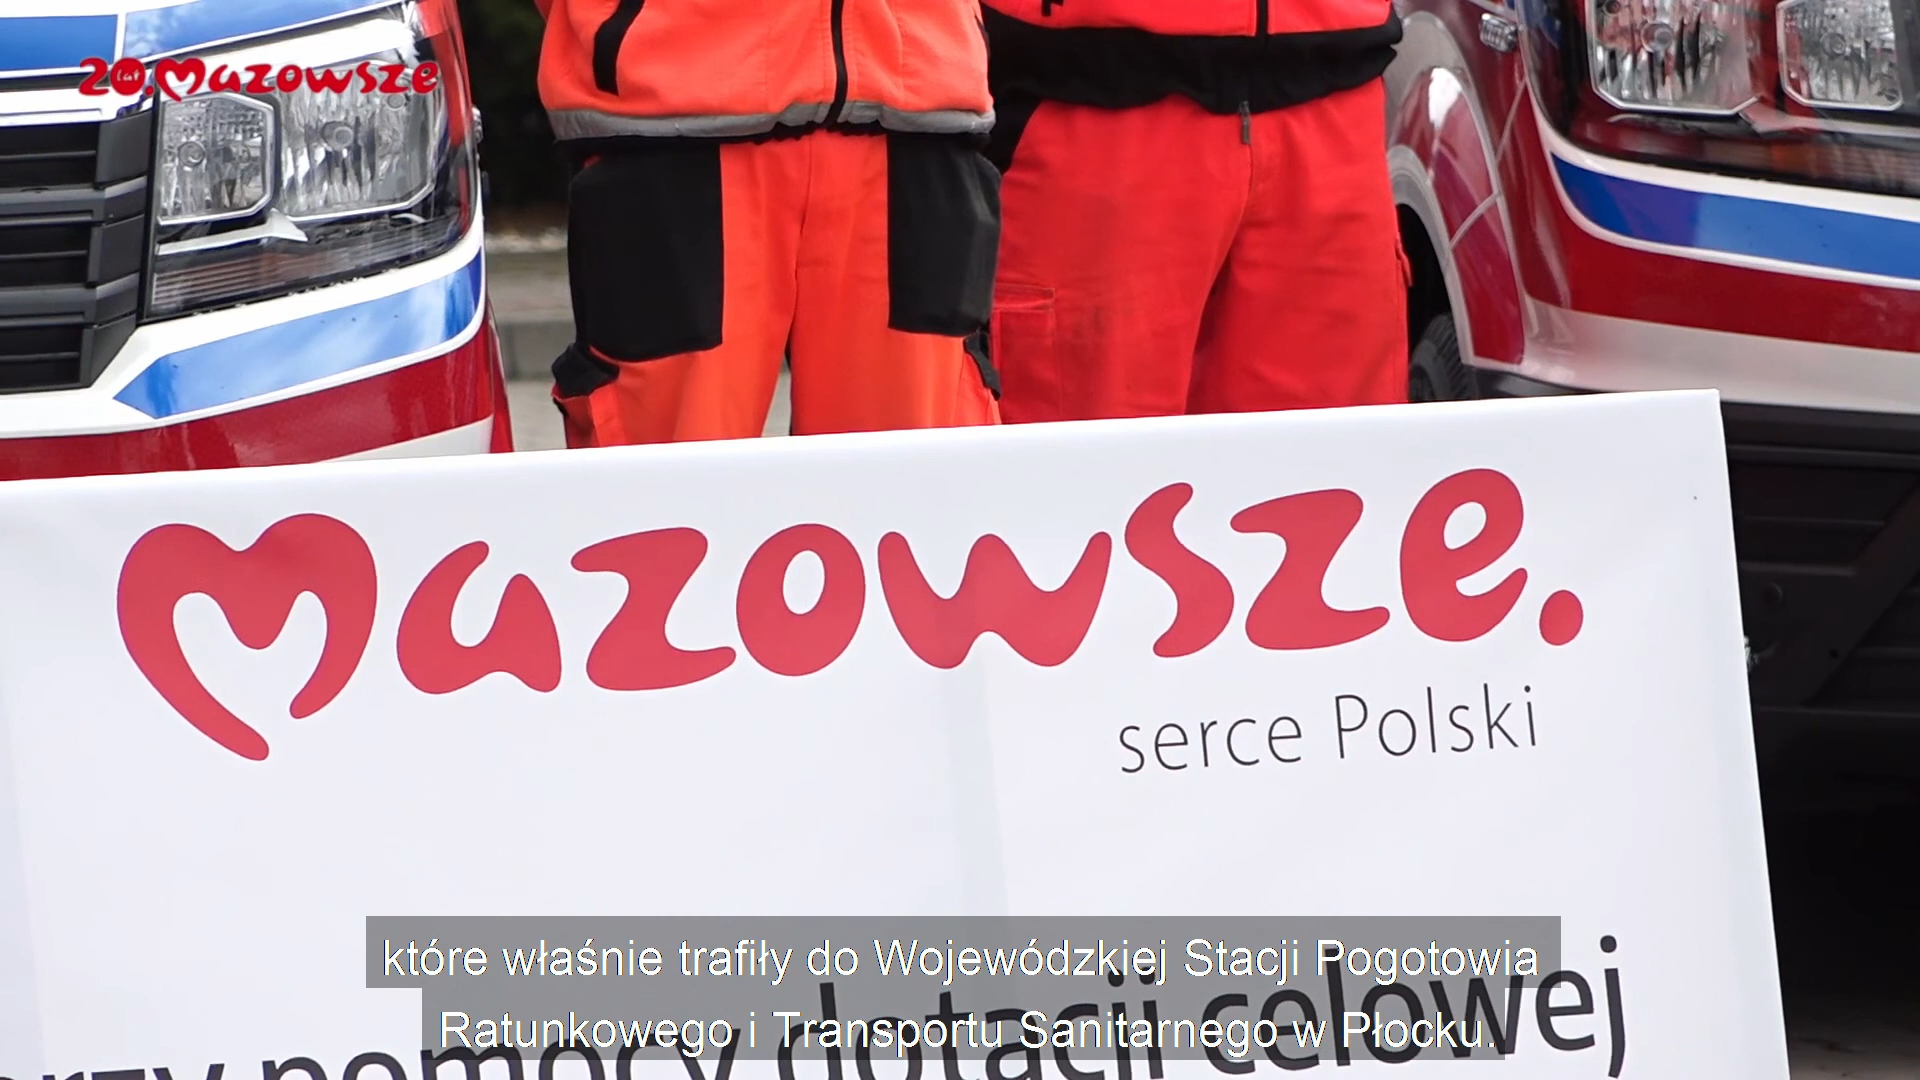 20 lat Mazowsze
Mazowsze.
serce Polski
pomocy dotacji celowej
które właśnie trafiły do Wojewódzkiej Stacji Pogotowia
Ratunkowego i Transportu Sanitarnego w Płocku.